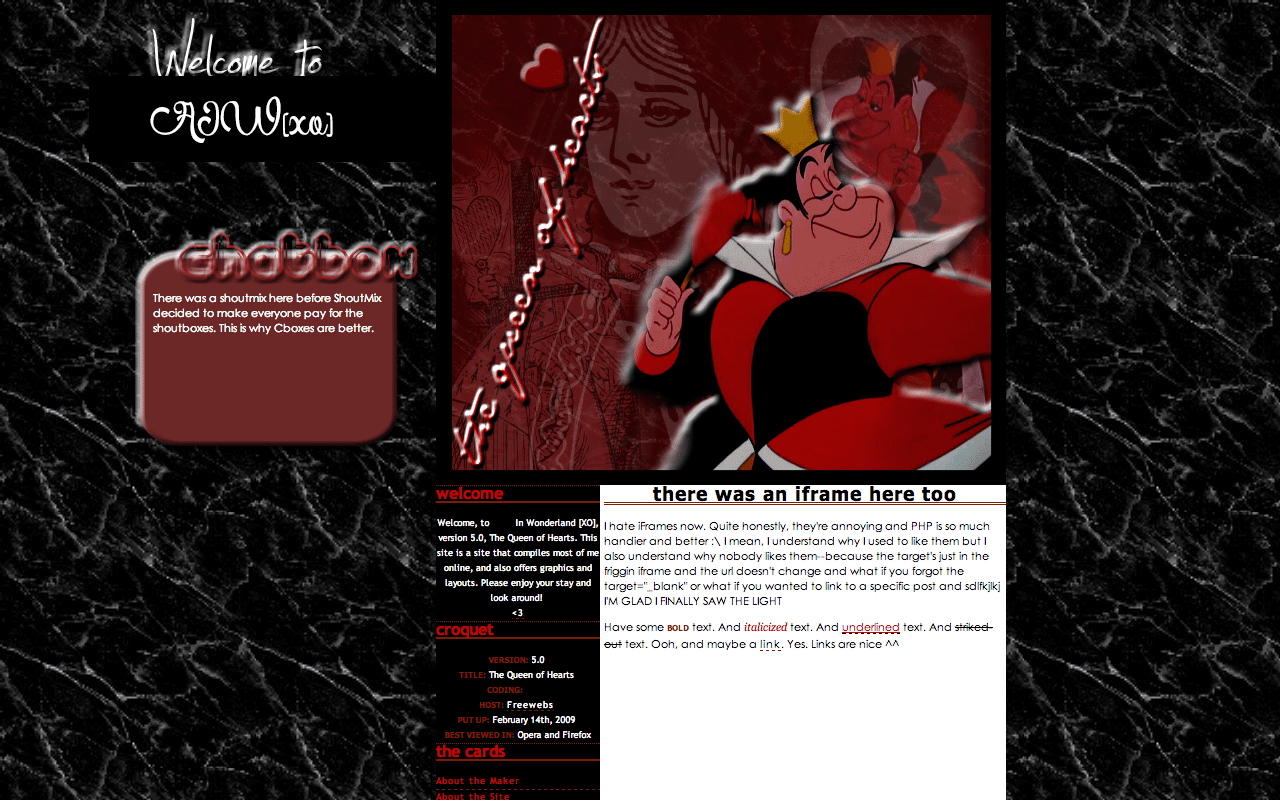 Welcome to
AIW[xo]
chatbox
There was a shoutmix here before ShoutMix
decided to make everyone pay for the
shoutboxes. This is why Cboxes are better.
the queen of hearts
welcome
Welcome, to In Wonderland [XO],
version 5.0, The Queen of Hearts. This
site is a site that compiles most of me
online, and also offers graphics and
layouts. Please enjoy your stay and
look around!
<3
croquet
VERSION: 5.0
TITLE: The Queen of Hearts
CODING:
HOST: Freewebs
PUT UP: February 14th, 2009
BEST VIEWED IN: Opera and Firefox
the cards
About the Maker
About the Site
there was an iframe here too
I hate iFrames now. Quite honestly, they're annoying and PHP is so much
handier and better :\ I mean, I understand why I used to like them but I
also understand why nobody likes them--because the target's just in the
friggin iframe and the url doesn't change and what if you forgot the
target="_blank" or what if you wanted to link to a specific post and sdlfkjlkj
I'M GLAD I FINALLY SAW THE LIGHT
Have some BOLD text. And italicized text. And underlined text. And striked-
out text. Ooh, and maybe a link. Yes. Links are nice ^^